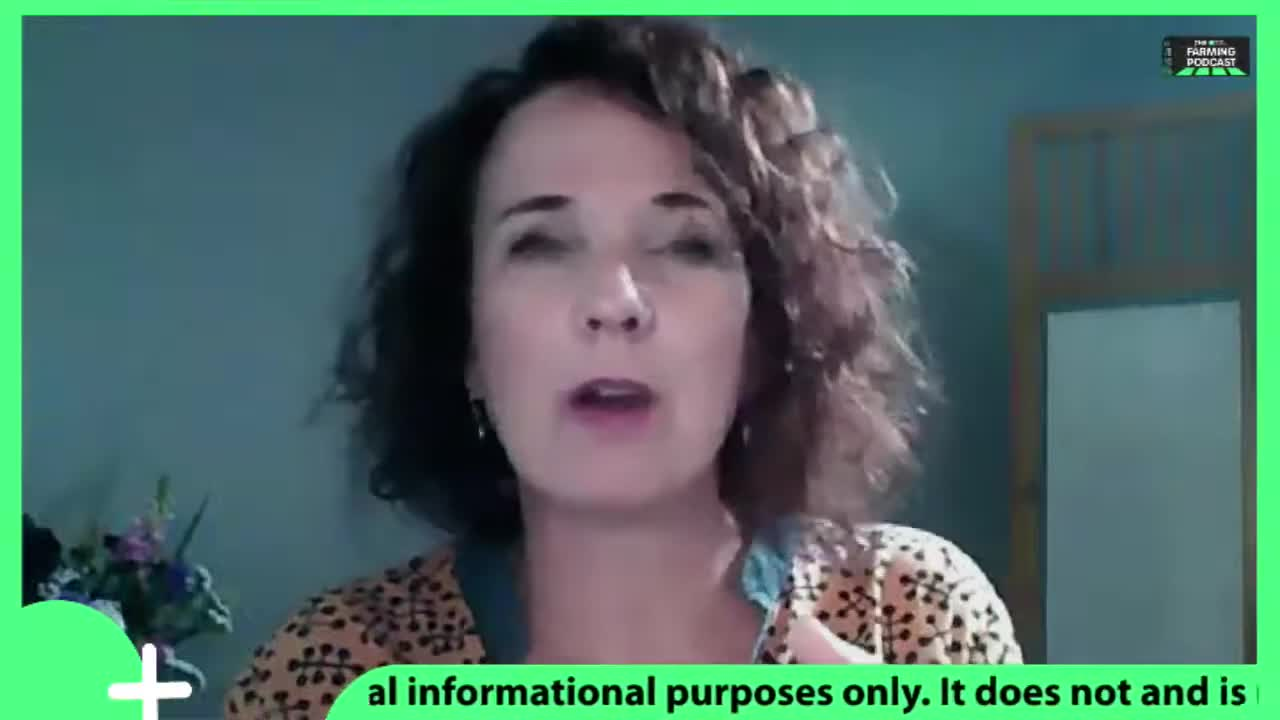 FARMING
PODCAST
al informational purposes only. It does not and is